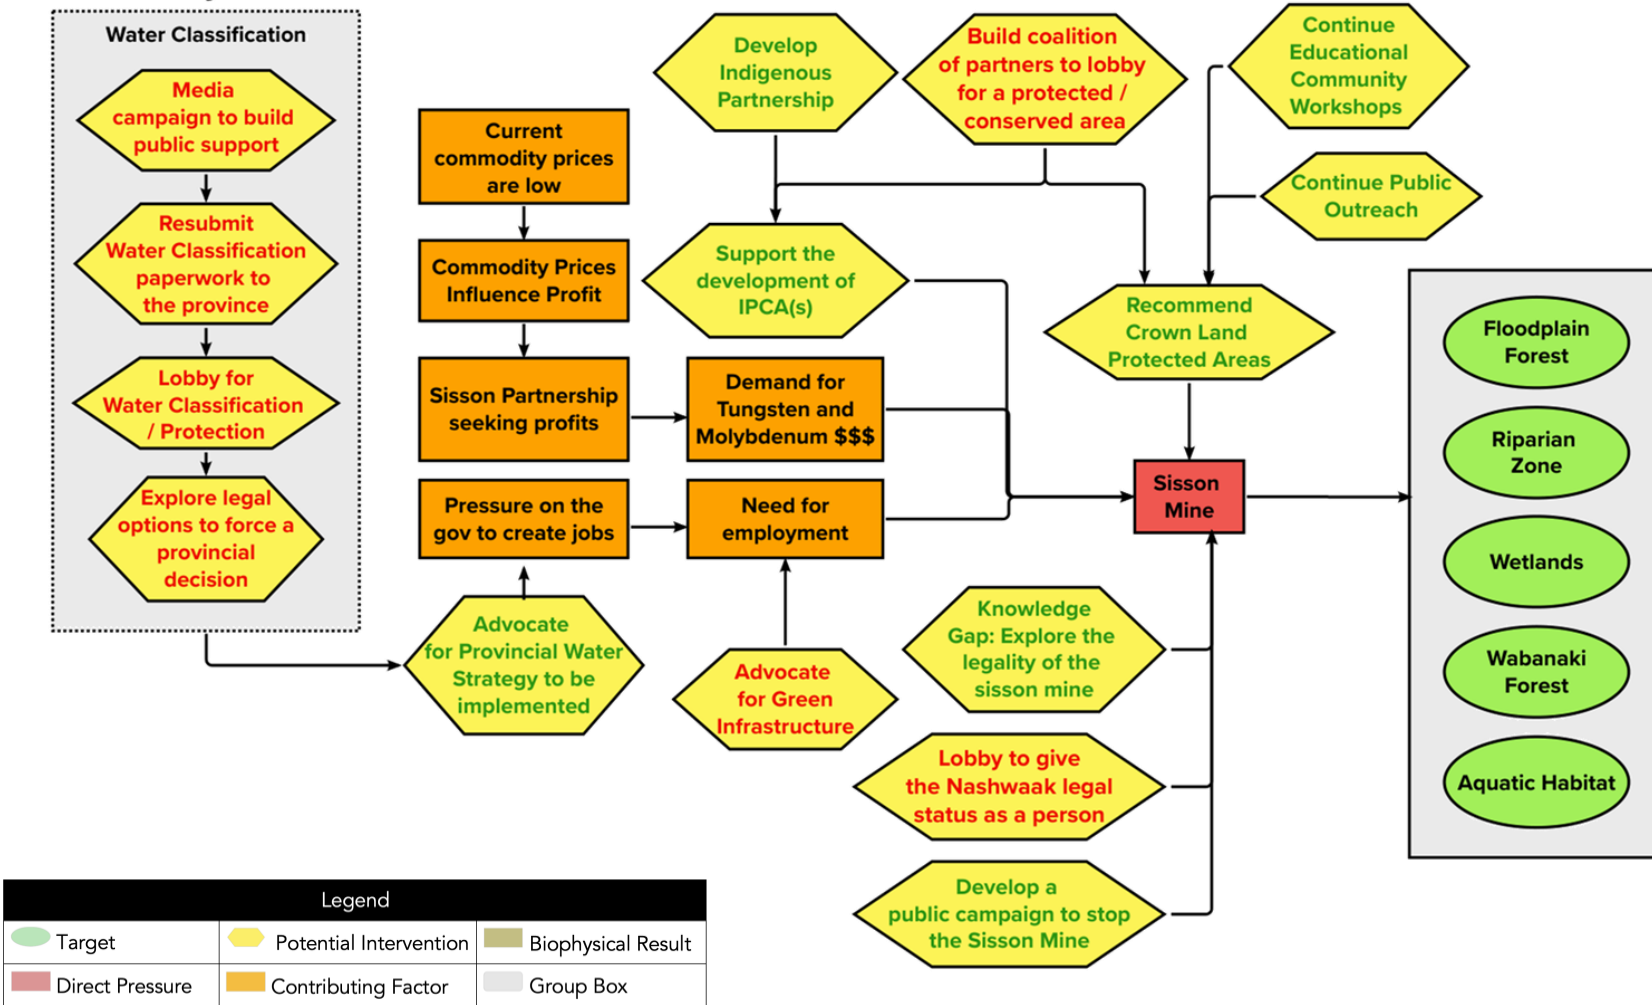 Water Classification
Media
campaign to build
public support
Resubmit
Water Classification
paperwork to
the province
Lobby for
Water Classification
/ Protection
Explore legal
options to force a
provincial
decision
Current
commodity prices
are low
Commodity Prices
Influence Profit
Sisson Partnership
seeking profits
Demand for
Tungsten and
Molybdenum $$$
Pressure on the
gov to create jobs
Need for
employment
Advocate
for Provincial Water
Strategy to be
implemented
Advocate
for Green
Infrastructure
Develop
Indigenous
Partnership
Build coalition
of partners to lobby
for a protected /
conserved area
Continue
Educational
Community
Workshops
Continue Public
Outreach
Support the
development of
IPCA(s)
Recommend
Crown Land
Protected Areas
Sisson
Mine
Knowledge
Gap: Explore the
legality of the
sisson mine
Lobby to give
the Nashwaak legal
status as a person
Develop a
public campaign to stop
the Sisson Mine
Floodplain
Forest
Riparian
Zone
Wetlands
Wabanaki
Forest
Aquatic Habitat
Legend
Target
Potential Intervention
Biophysical Result
Direct Pressure
Contributing Factor
Group Box